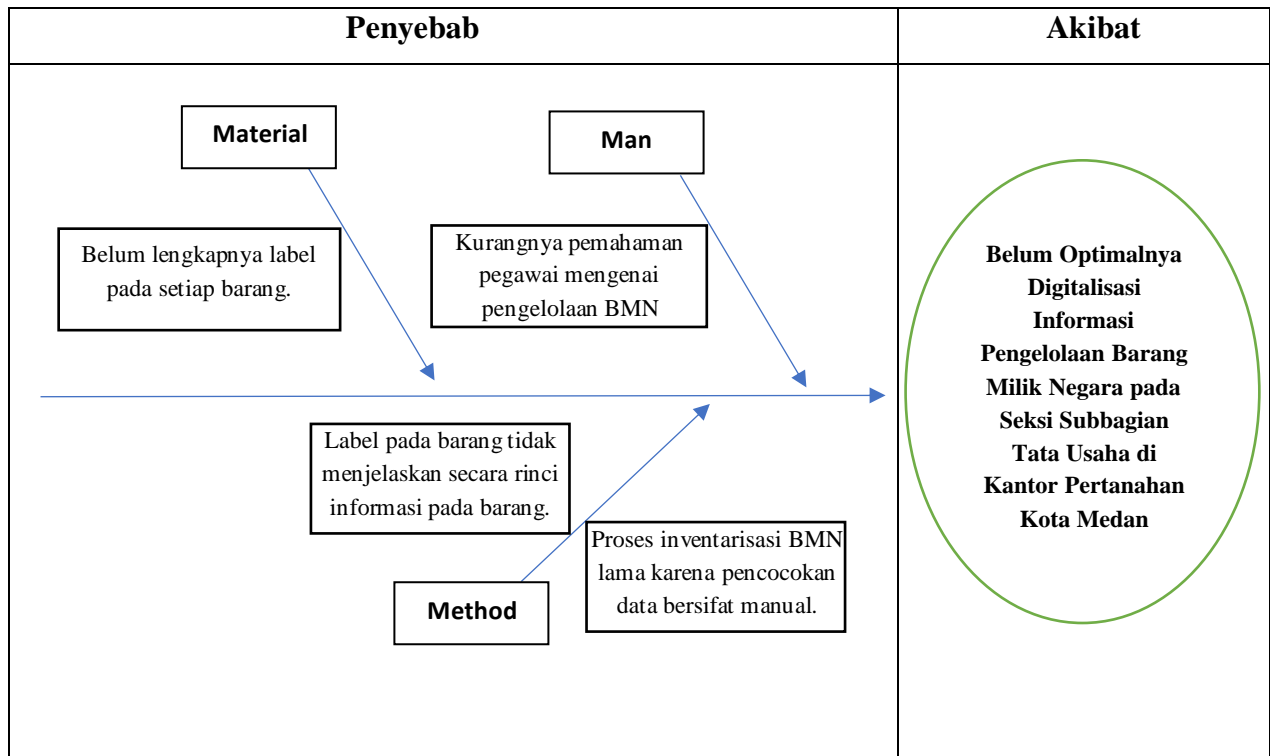 Penyebab
Akibat
Material
Man
Belum lengkapnya label
pada setiap barang.
Kurangnya pemahaman
pegawai mengenai
pengelolaan BMN
Label pada barang tidak
menjelaskan secara rinci
informasi pada barang.
Proses inventarisasi BMN
lama karena pencocokan
data bersifat manual.
Method
Belum Optimalnya
Digitalisasi
Informasi
Pengelolaan Barang
Milik Negara pada
Seksi Subbagian
Tata Usaha di
Kantor Pertanahan
Kota Medan